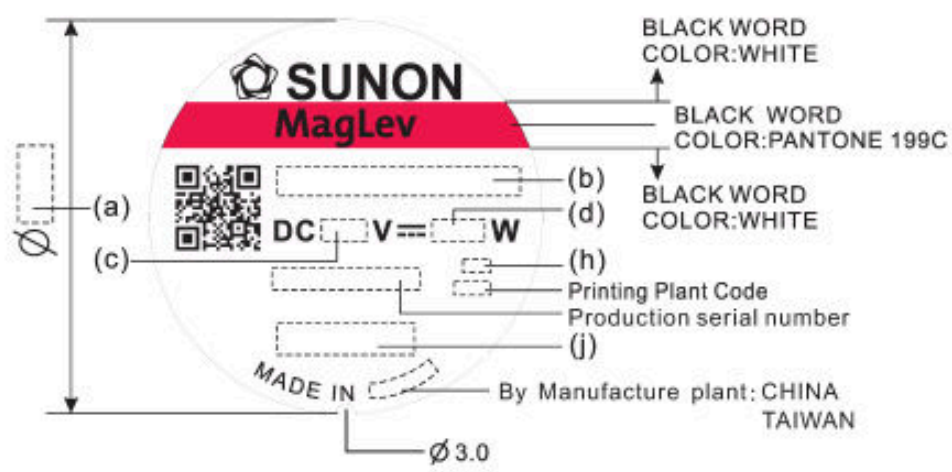 BLACK WORD
COLOR:WHITE
SUNON
MagLev
BLACK WORD
COLOR:PANTONE 199C
(b)
BLACK WORD
COLOR:WHITE
(a)
(d)
DC V W
Ø
(c)
(h)
Printing Plant Code
Production serial number
(j)
MADE IN
By Manufacture plant: CHINA
TAIWAN
Ø 3.0